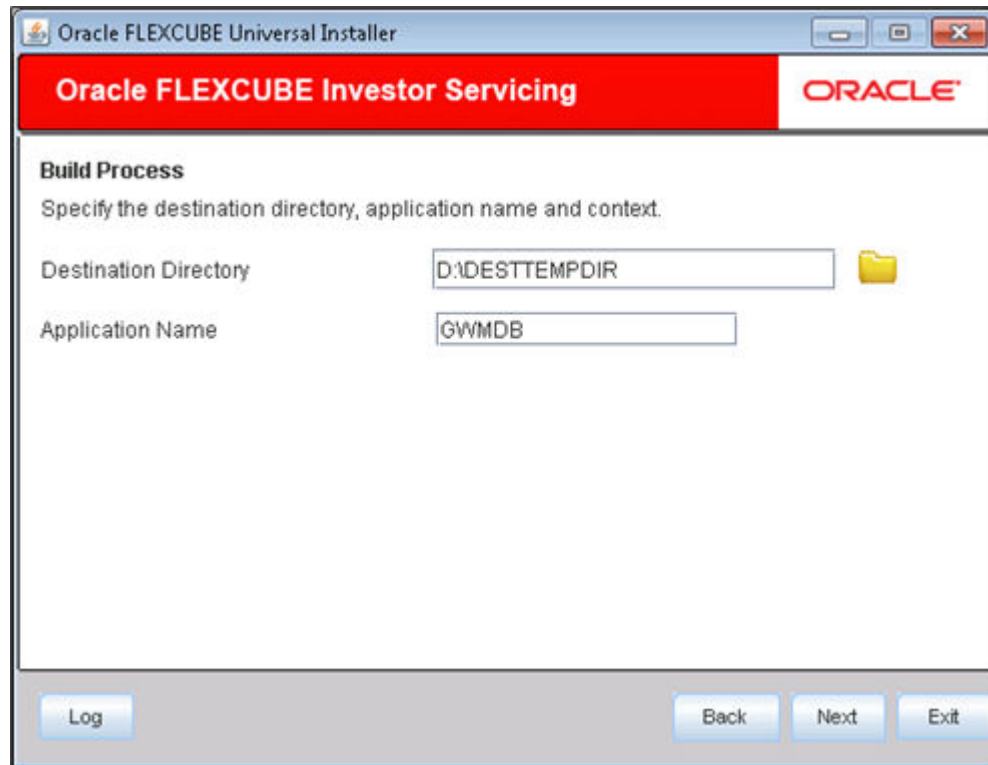 Oracle FLEXCUBE Universal Installer
Oracle FLEXCUBE Investor Servicing
ORACLE
Build Process
Specify the destination directory, application name and context.
Destination Directory D:\DESTTEMPDIR
Application Name GWMDB
Log Back Next Exit